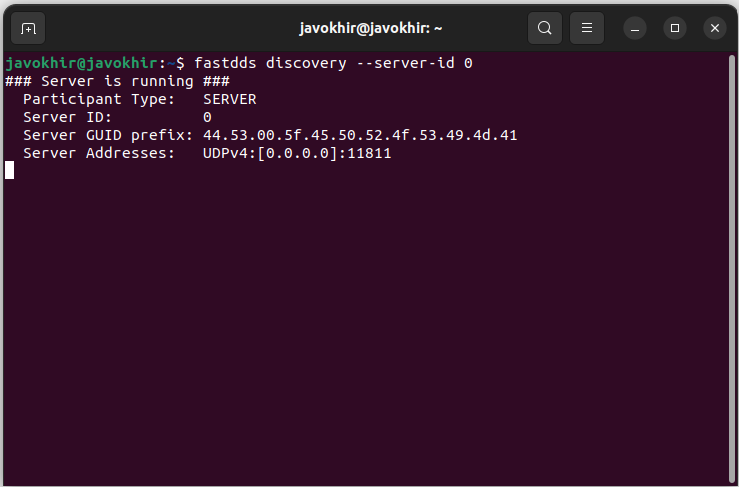 javokhir@javokhir: ~
javokhir@javokhir:~$ fastdds discovery --server-id 0
### Server is running ###
  Participant Type:   SERVER
  Server ID:          0
  Server GUID prefix: 44.53.00.5f.45.50.52.4f.53.49.4d.41
  Server Addresses:   UDPv4:[0.0.0.0]:11811